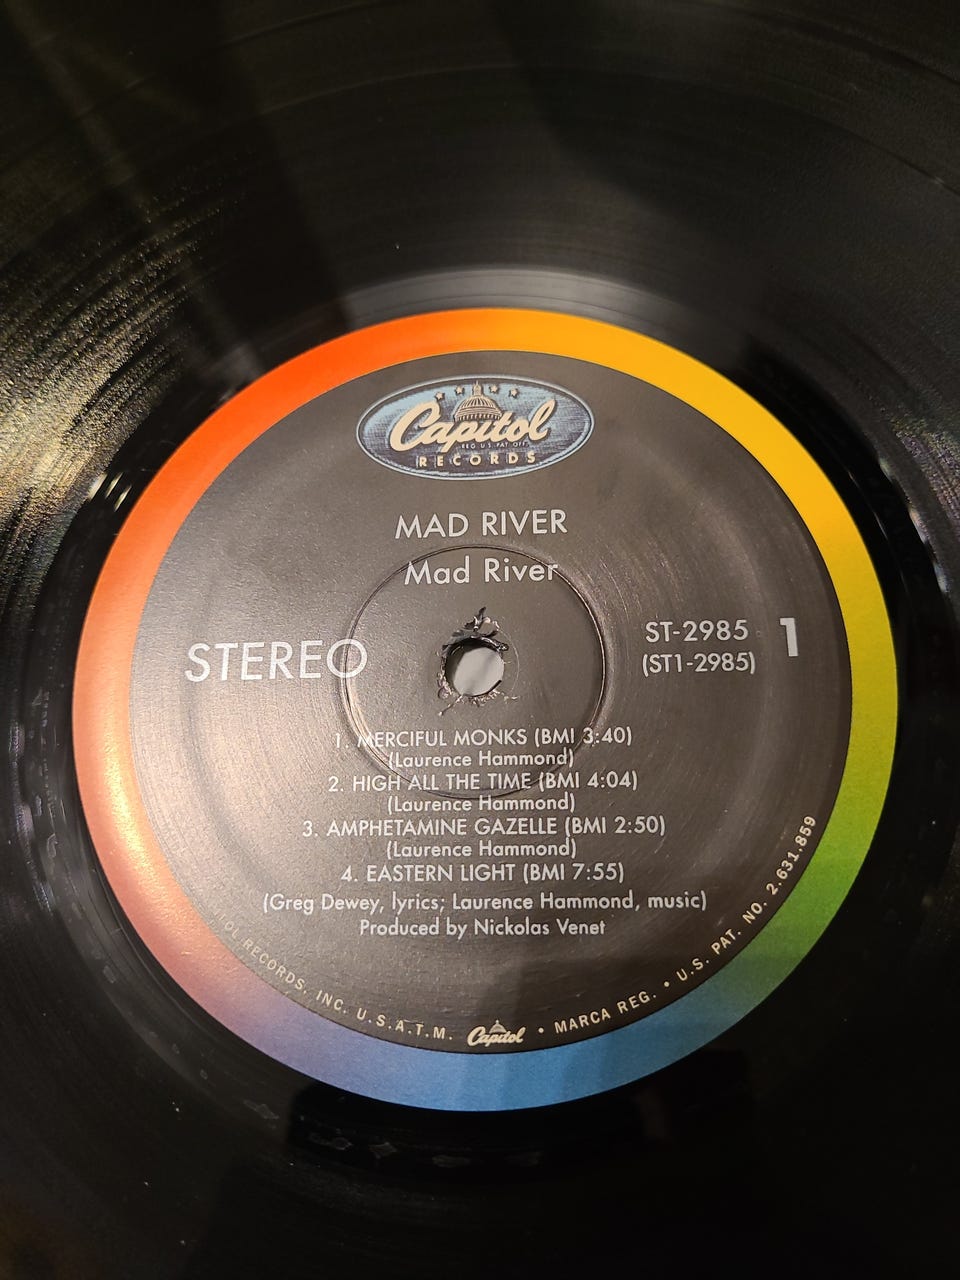 Capitol
REG U.S. PAT. OFF.
RECORDS
MAD RIVER
Mad River
STEREO
ST-2985
(ST1-2985)
1
1. MERCIFUL MONKS (BMI 3:40)
(Laurence Hammond)
2. HIGH ALL THE TIME (BMI 4:04)
(Laurence Hammond)
3. AMPHETAMINE GAZELLE (BMI 2:50)
(Laurence Hammond)
4. EASTERN LIGHT (BMI 7:55)
(Greg Dewey, lyrics; Laurence Hammond, music)
Produced by Nickolas Venet
RECORDS, INC. U.S.A.T.M. Capitol • MARCA REG. • U.S. PAT. NO. 2.631.859